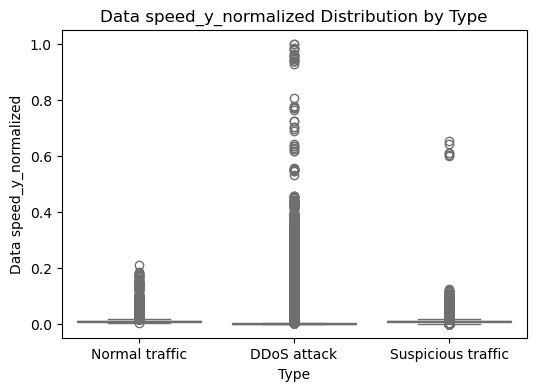 Data speed_y_normalized Distribution by Type
1.0
0.8
0.6
0.4
0.2
0.0
Data speed_y_normalized
Normal traffic
DDoS attack
Suspicious traffic
Type